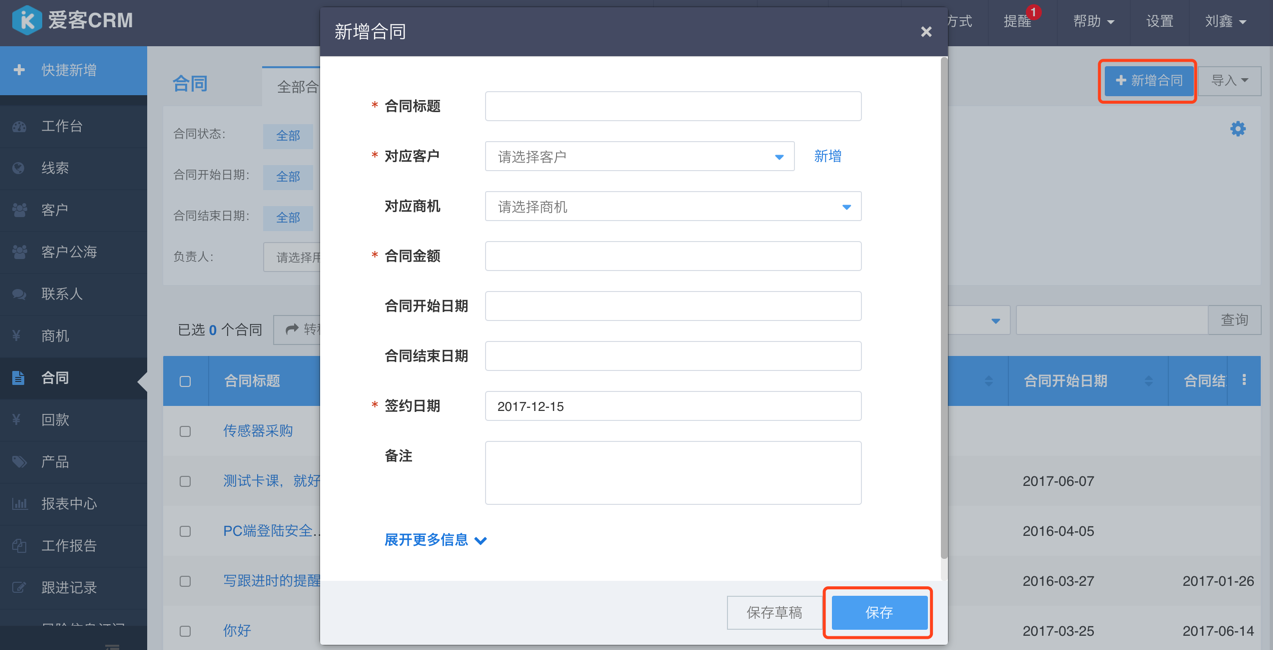 爱客CRM
方式
提醒
1
帮助
设置
刘鑫
快捷新增
工作台
线索
客户
客户公海
联系人
商机
合同
回款
产品
报表中心
工作报告
跟进记录
合同
全部合
新增合同
导入
合同状态:
全部
合同开始日期:
全部
合同结束日期:
全部
负责人:
请选择用
已选 0 个合同
转移
查询
合同标题
合同开始日期
合同结
传感器采购
测试卡课，就好
2017-06-07
PC端登陆安全...
2016-04-05
写跟进时的提醒
2016-03-27
2017-01-26
你好
2017-03-25
2017-06-14
新增合同
×
* 合同标题
* 对应客户
请选择客户
新增
对应商机
请选择商机
* 合同金额
合同开始日期
合同结束日期
* 签约日期
2017-12-15
备注
展开更多信息
保存草稿
保存